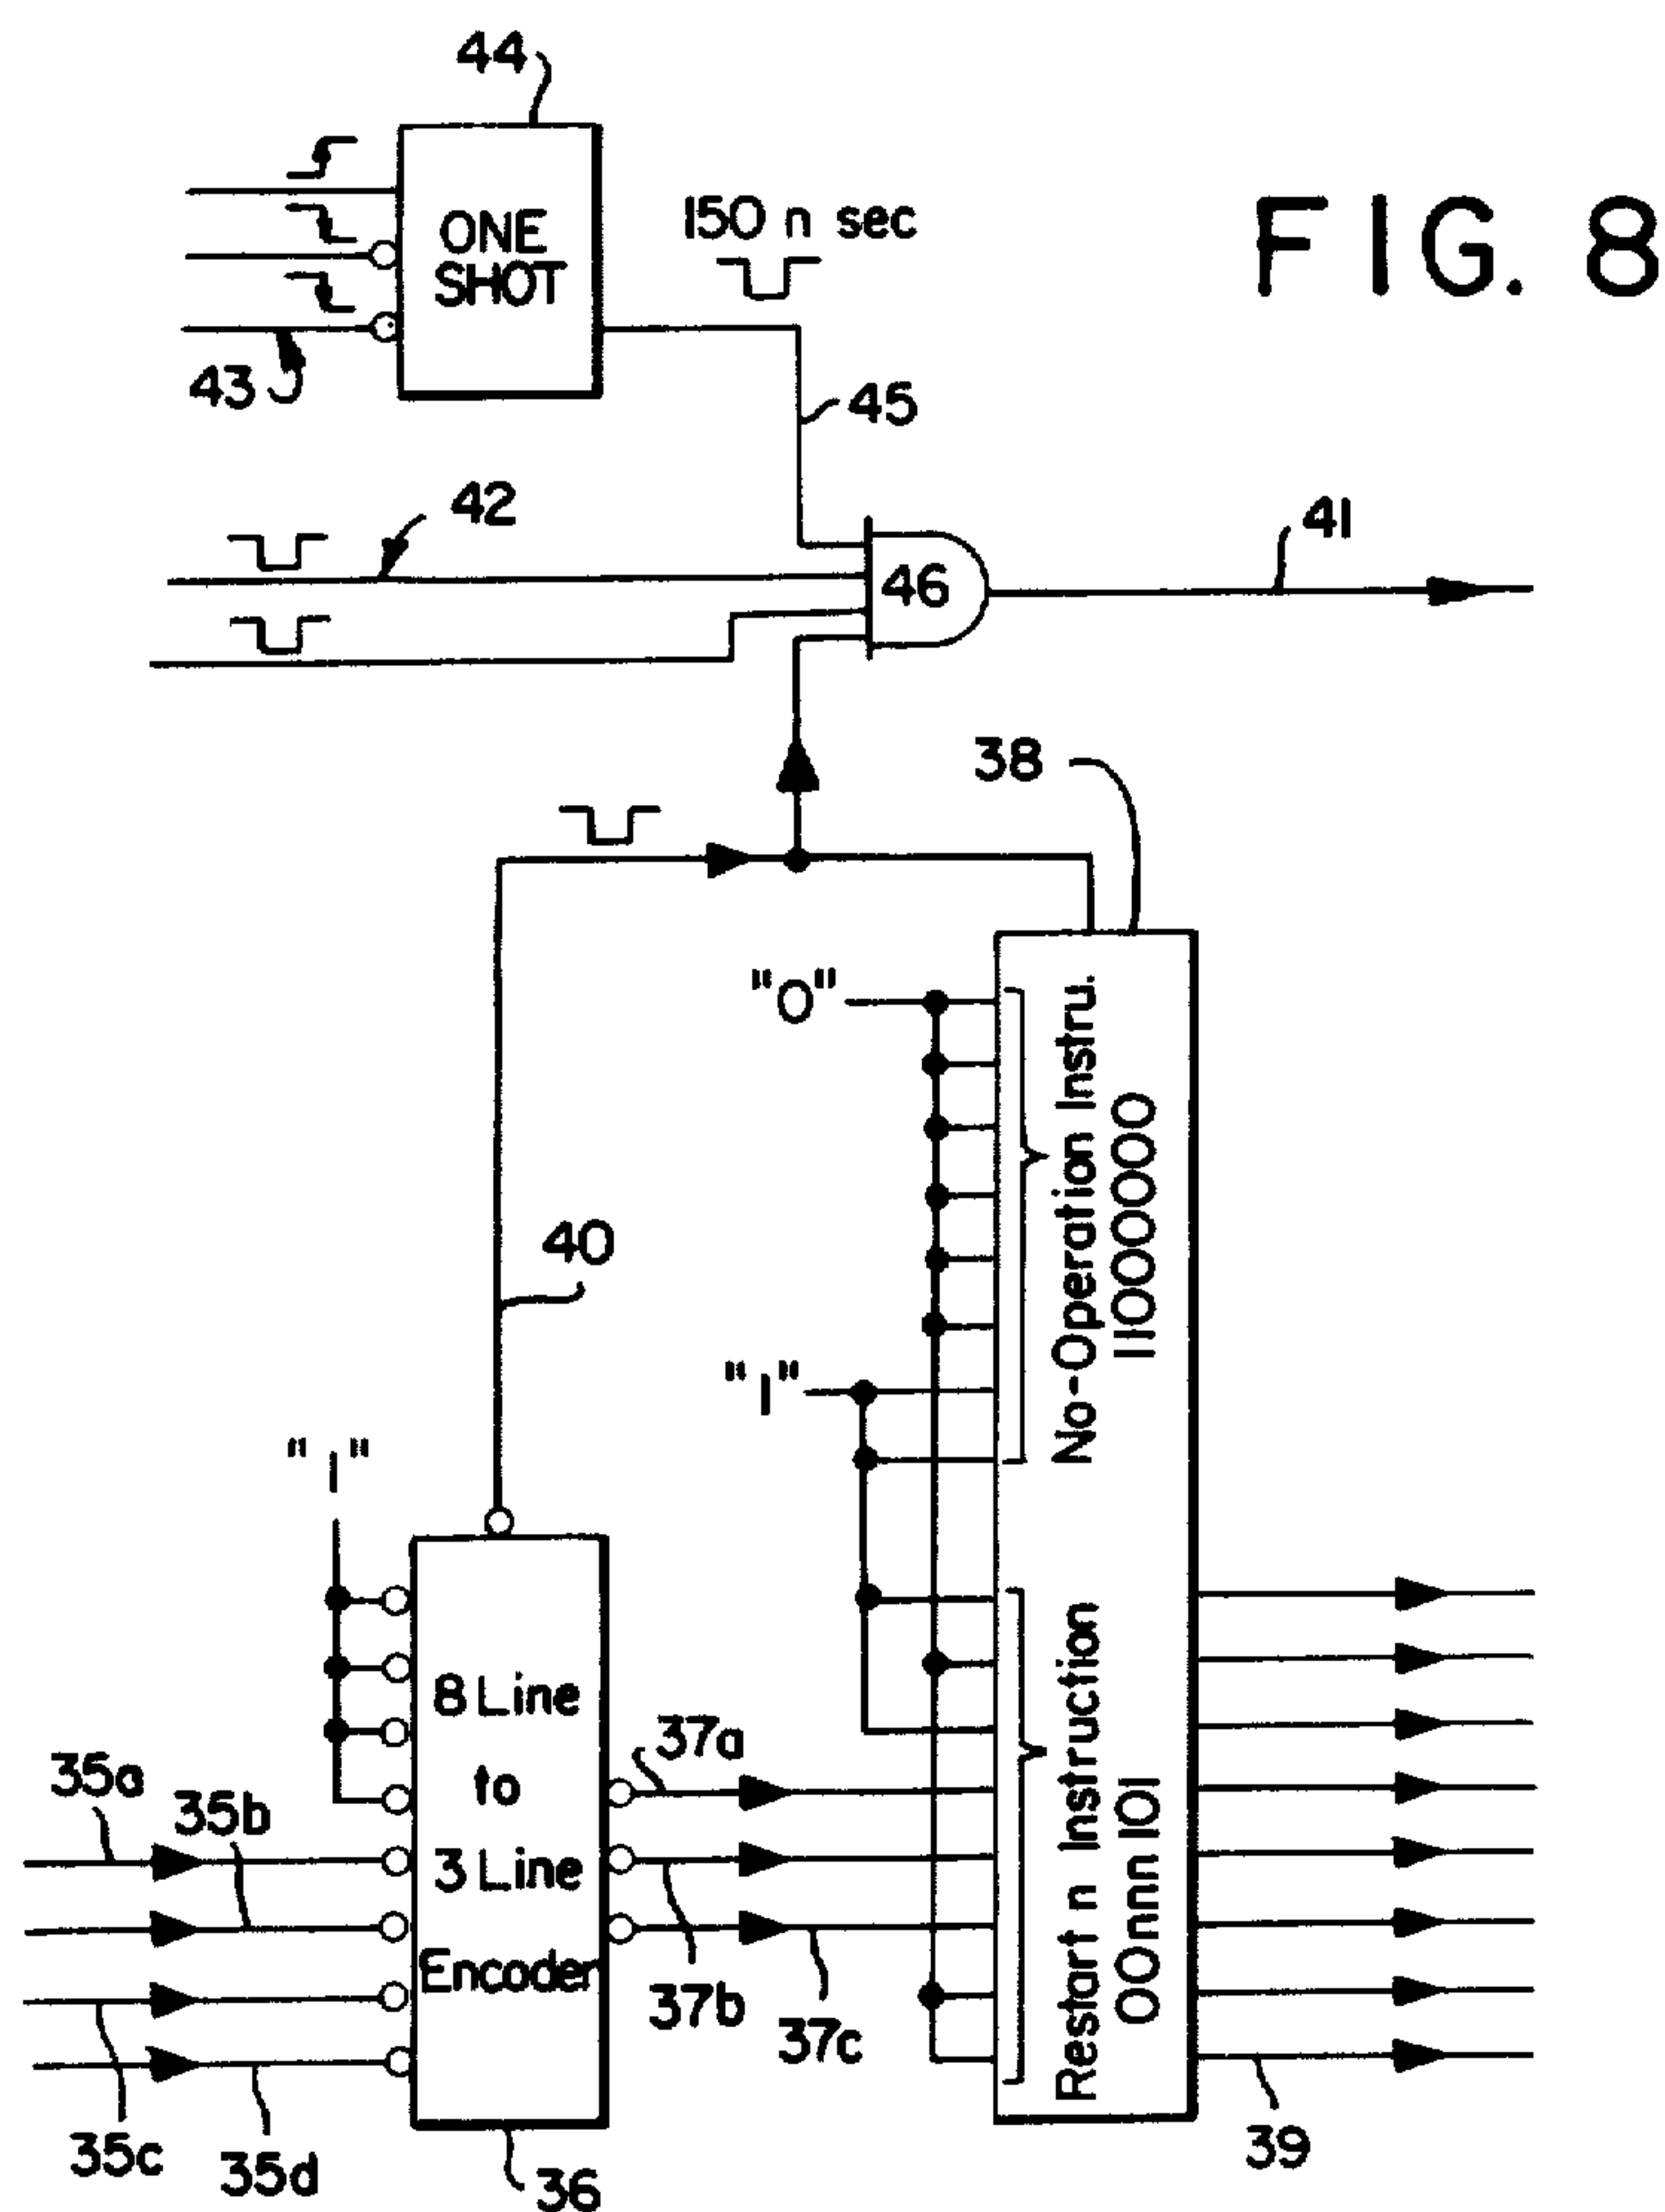 44
ONE
SHOT
150 n sec
FIG. 8
43
45
42
46
41
38
"0"
No-Operation Instru.
11000000
40
"1"
"1"
8 Line
to
3 Line
Encoder
37a
37b
37c
35a
35b
35c
35d
36
Restart n Instruction
00nnn101
39